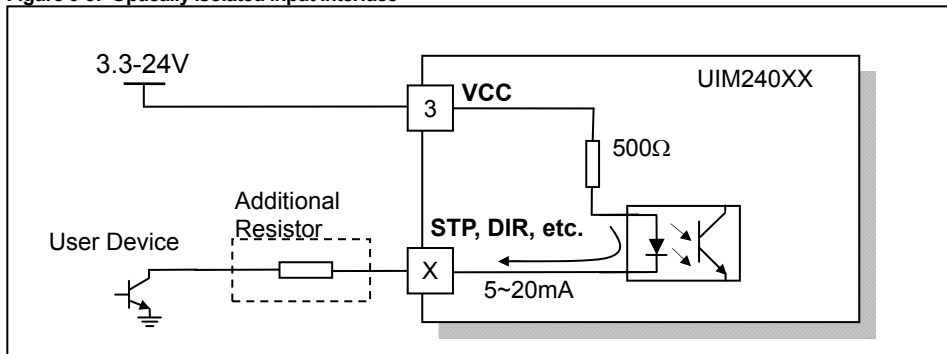 Figure 3-3: Optically Isolated Input Interface
3.3-24V
UIM240XX
VCC
3
500Ω
Additional
Resistor
STP, DIR, etc.
User Device
X
5~20mA